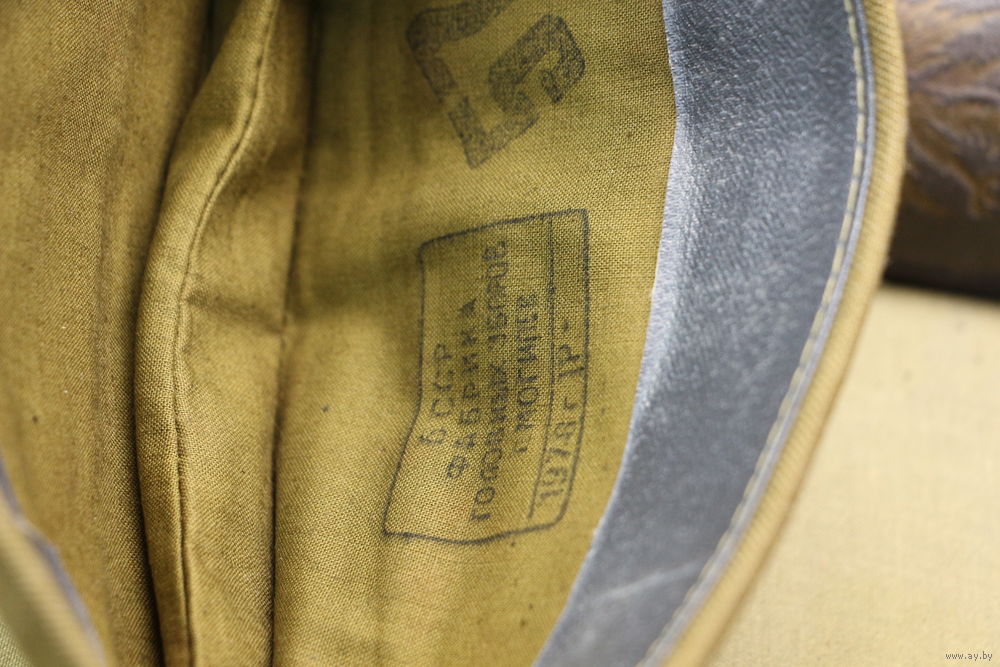 БССР
ФАБРИКА
головных уборов
г. МОГИЛЕВ
1978г.
www.ay.by